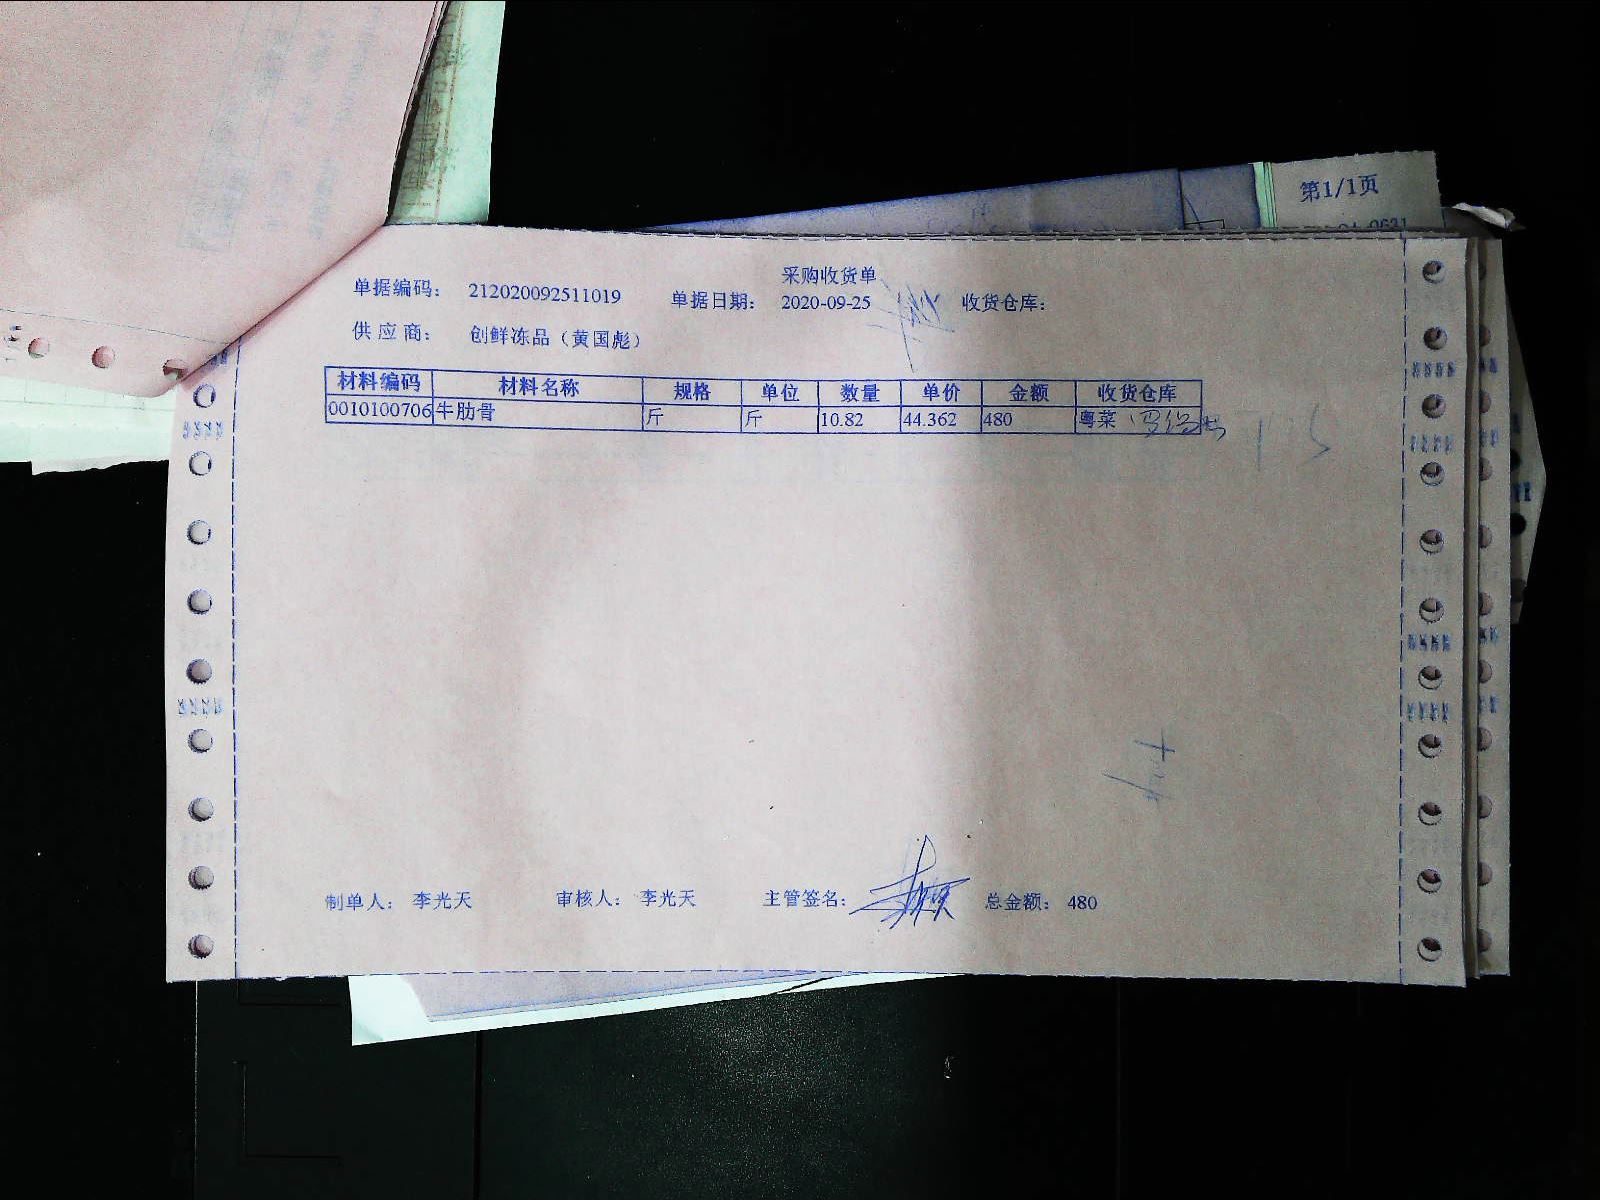 第1/1页
采购收货单
单据编码： 212020092511019 单据日期： 2020-09-25 收货仓库：
供应商： 创鲜冻品（黄国彪）
材料编码 材料名称 规格 单位 数量 单价 金额 收货仓库
0010100706 牛肋骨 斤 斤 10.82 44.362 480 粤菜
制单人： 李光天 审核人： 李光天 主管签名： 总金额： 480